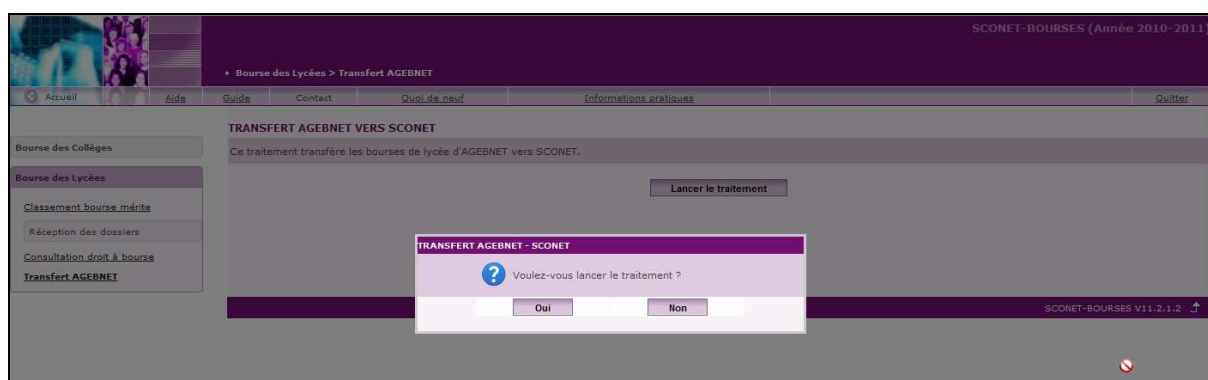 SCONET-BOURSES (Année 2010-2011)
• Bourse des Lycées > Transfert AGEBNET
Accueil Aide Guide Contact Quoi de neuf Informations pratiques Quitter
TRANSFERT AGEBNET VERS SCONET
Bourse des Collèges
Ce traitement transfère les bourses de lycée d'AGEBNET vers SCONET.
Bourse des Lycées
Lancer le traitement
Classement bourse mérite
Réception des dossiers
Consultation droit à bourse
Transfert AGEBNET
TRANSFERT AGEBNET - SCONET
Voulez-vous lancer le traitement ?
Oui Non
SCONET-BOURSES V11.2.1.2